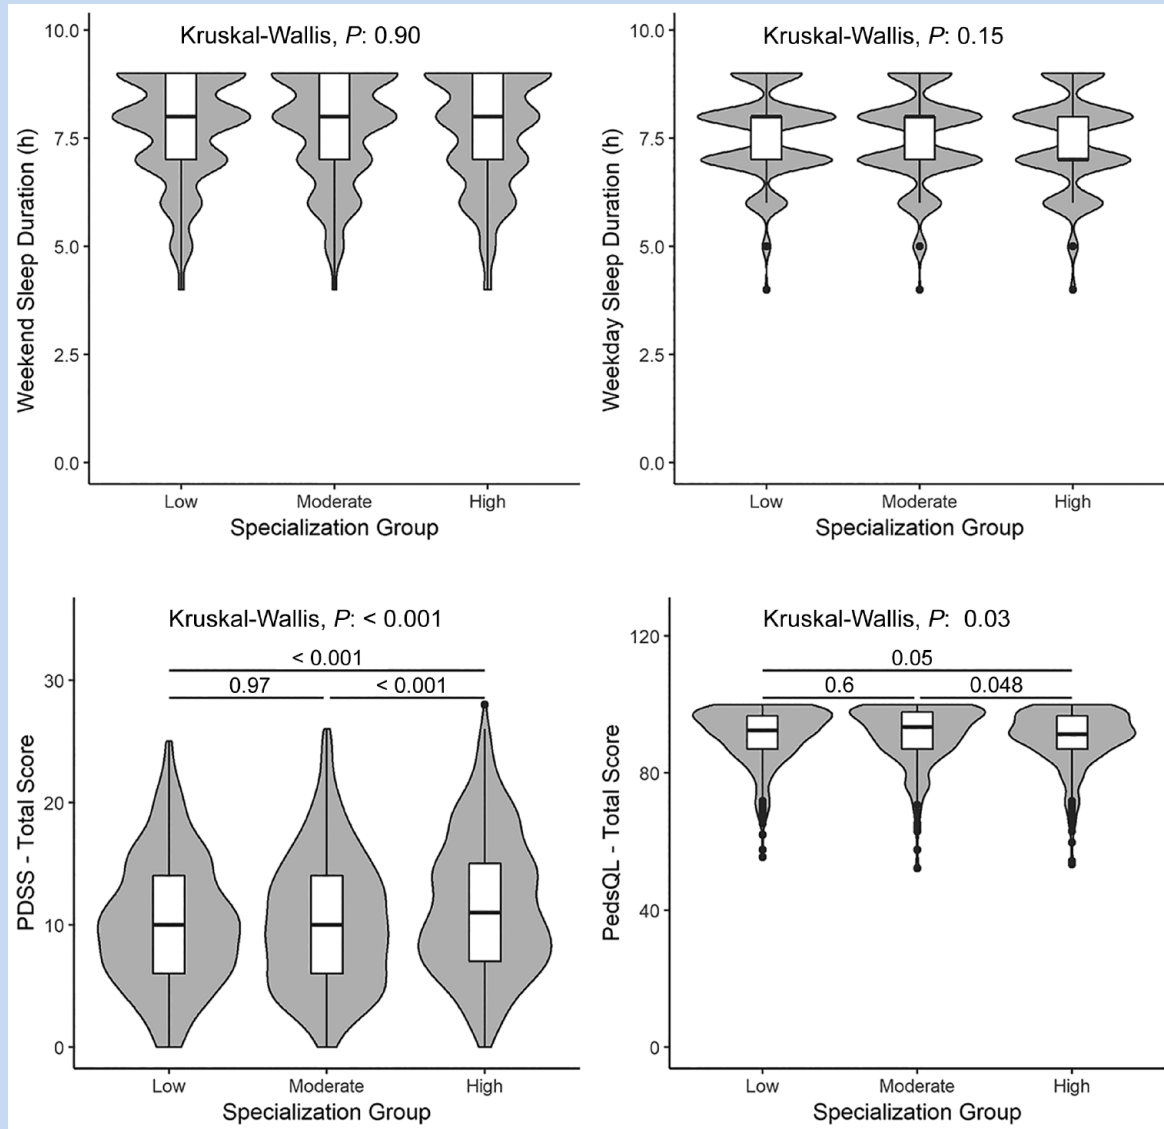 Kruskal-Wallis, P: 0.90
Weekend Sleep Duration (h)
10.0
7.5
5.0
2.5
0.0
Low Moderate High
Specialization Group
Kruskal-Wallis, P: 0.15
Weekday Sleep Duration (h)
10.0
7.5
5.0
2.5
0.0
Low Moderate High
Specialization Group
Kruskal-Wallis, P: < 0.001
< 0.001
0.97 < 0.001
PDSS - Total Score
30
20
10
0
Low Moderate High
Specialization Group
Kruskal-Wallis, P: 0.03
0.05
0.6 0.048
PedsQL - Total Score
120
80
40
0
Low Moderate High
Specialization Group